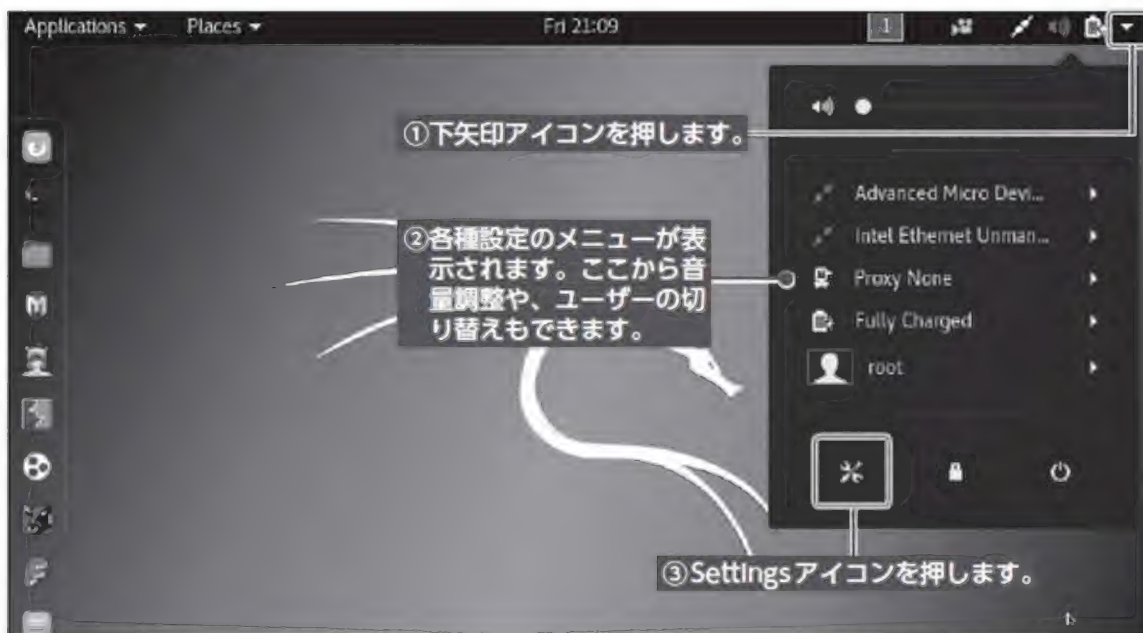 Applications
Places
Fri 21:09
1
①下矢印アイコンを押します。
Advanced Micro Devi...
②各種設定のメニューが表
示されます。ここから音
量調整や、ユーザーの切
り替えもできます。
Intel Ethernet Unman...
Proxy None
Fully Charged
root
③Settingsアイコンを押します。